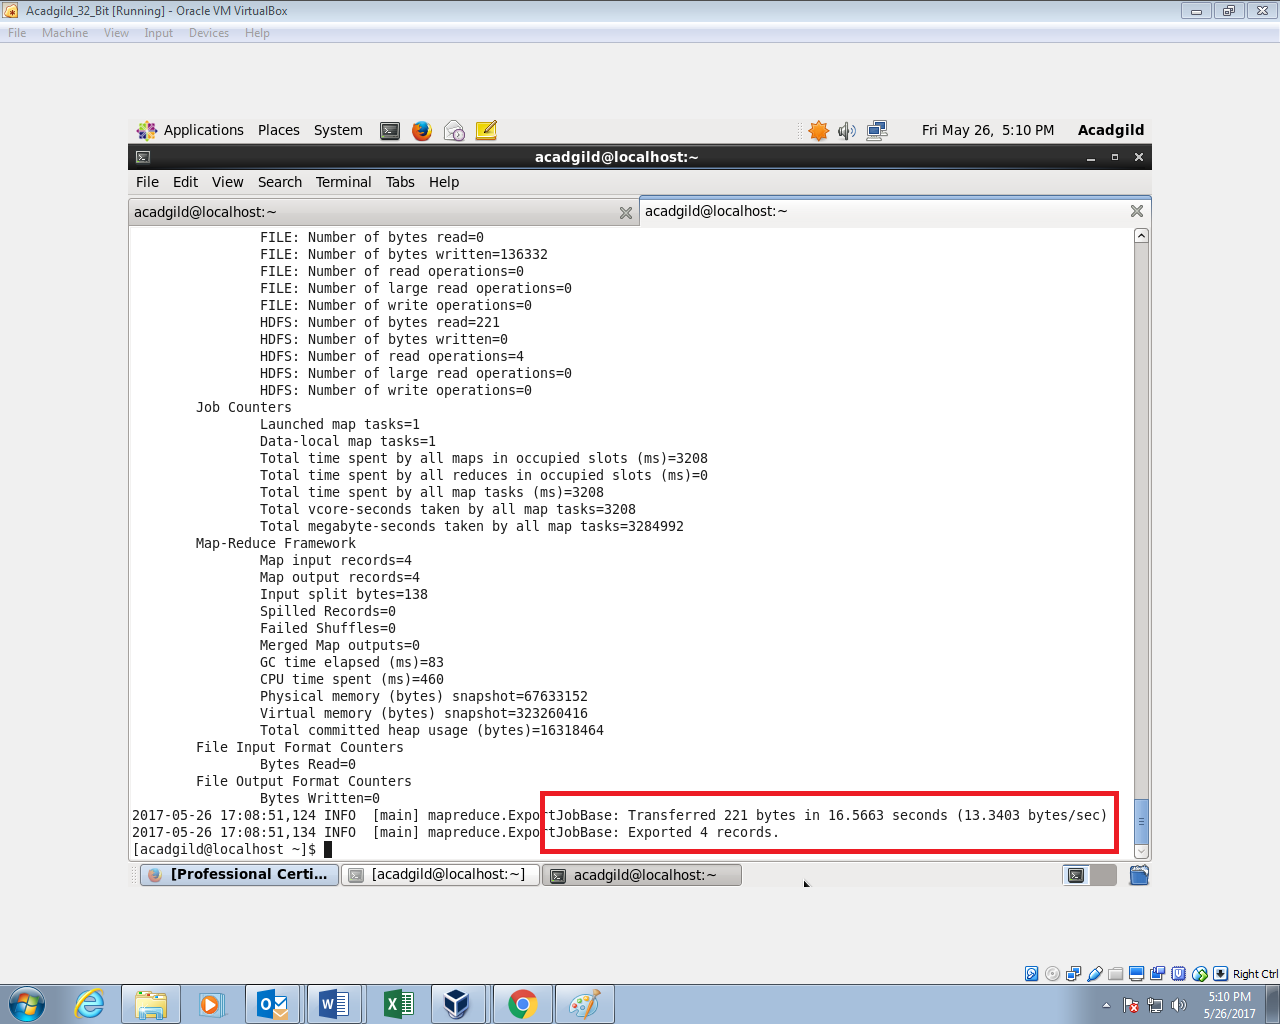 Acadgild_32_Bit [Running] - Oracle VM VirtualBox
File Machine View Input Devices Help
Applications Places System Fri May 26, 5:10 PM Acadgild
acadgild@localhost:~
File Edit View Search Terminal Tabs Help
acadgild@localhost:~ acadgild@localhost:~
FILE: Number of bytes read=0
FILE: Number of bytes written=136332
FILE: Number of read operations=0
FILE: Number of large read operations=0
FILE: Number of write operations=0
HDFS: Number of bytes read=221
HDFS: Number of bytes written=0
HDFS: Number of read operations=4
HDFS: Number of large read operations=0
HDFS: Number of write operations=0
Job Counters
Launched map tasks=1
Data-local map tasks=1
Total time spent by all maps in occupied slots (ms)=3208
Total time spent by all reduces in occupied slots (ms)=0
Total time spent by all map tasks (ms)=3208
Total vcore-seconds taken by all map tasks=3208
Total megabyte-seconds taken by all map tasks=3284992
Map-Reduce Framework
Map input records=4
Map output records=4
Input split bytes=138
Spilled Records=0
Failed Shuffles=0
Merged Map outputs=0
GC time elapsed (ms)=83
CPU time spent (ms)=460
Physical memory (bytes) snapshot=67633152
Virtual memory (bytes) snapshot=323260416
Total committed heap usage (bytes)=16318464
File Input Format Counters
Bytes Read=0
File Output Format Counters
Bytes Written=0
2017-05-26 17:08:51,124 INFO  [main] mapreduce.ExportJobBase: Transferred 221 bytes in 16.5663 seconds (13.3403 bytes/sec)
2017-05-26 17:08:51,134 INFO  [main] mapreduce.ExportJobBase: Exported 4 records.
[acadgild@localhost ~]$
[Professional Certi... [acadgild@localhost:~] acadgild@localhost:~
Right Ctrl
5:10 PM
5/26/2017